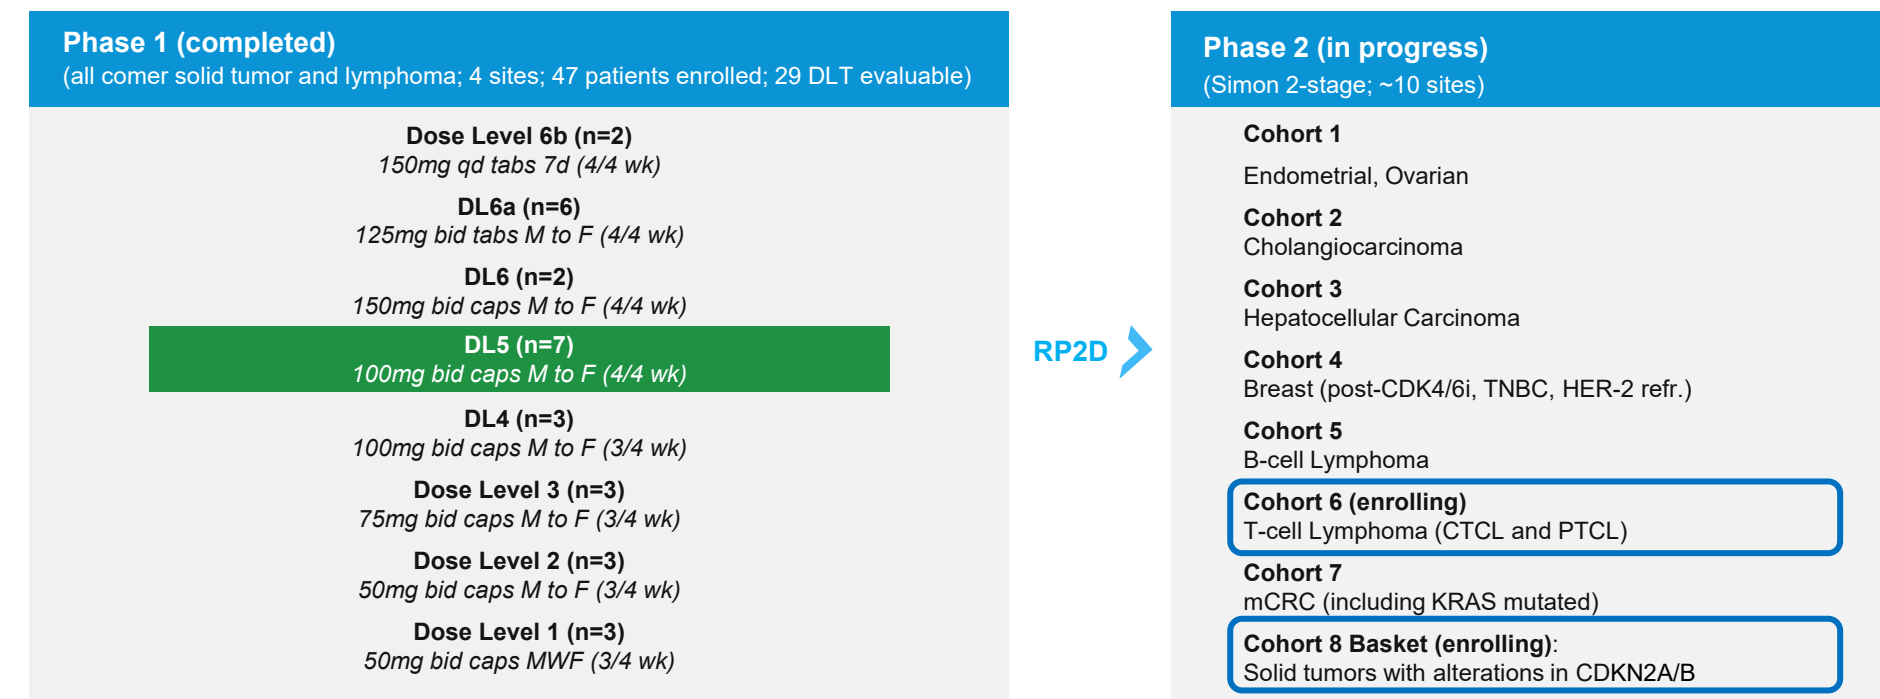 Phase 1 (completed)
(all comer solid tumor and lymphoma; 4 sites; 47 patients enrolled; 29 DLT evaluable)
Dose Level 6b (n=2)
150mg qd tabs 7d (4/4 wk)
DL6a (n=6)
125mg bid tabs M to F (4/4 wk)
DL6 (n=2)
150mg bid caps M to F (4/4 wk)
DL5 (n=7)
100mg bid caps M to F (4/4 wk)
DL4 (n=3)
100mg bid caps M to F (3/4 wk)
Dose Level 3 (n=3)
75mg bid caps M to F (3/4 wk)
Dose Level 2 (n=3)
50mg bid caps M to F (3/4 wk)
Dose Level 1 (n=3)
50mg bid caps MWF (3/4 wk)
RP2D
Phase 2 (in progress)
(Simon 2-stage; ~10 sites)
Cohort 1
Endometrial, Ovarian
Cohort 2
Cholangiocarcinoma
Cohort 3
Hepatocellular Carcinoma
Cohort 4
Breast (post-CDK4/6i, TNBC, HER-2 refr.)
Cohort 5
B-cell Lymphoma
Cohort 6 (enrolling)
T-cell Lymphoma (CTCL and PTCL)
Cohort 7
mCRC (including KRAS mutated)
Cohort 8 Basket (enrolling):
Solid tumors with alterations in CDKN2A/B